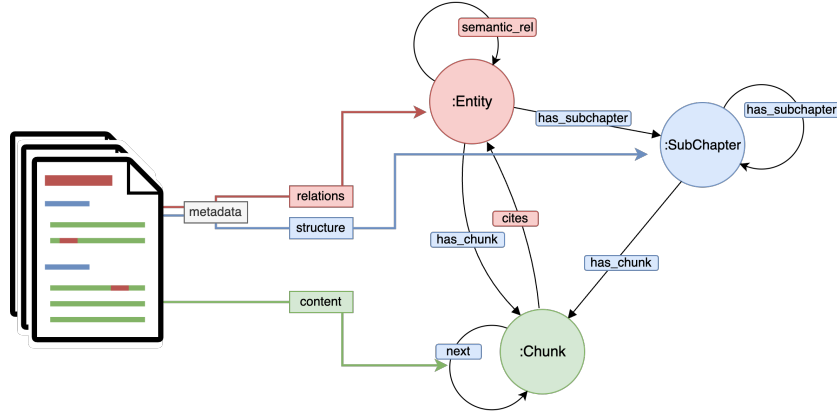 semantic_rel
:Entity
has_subchapter
has_subchapter
:SubChapter
relations
metadata
structure
cites
has_chunk
has_chunk
content
next
:Chunk